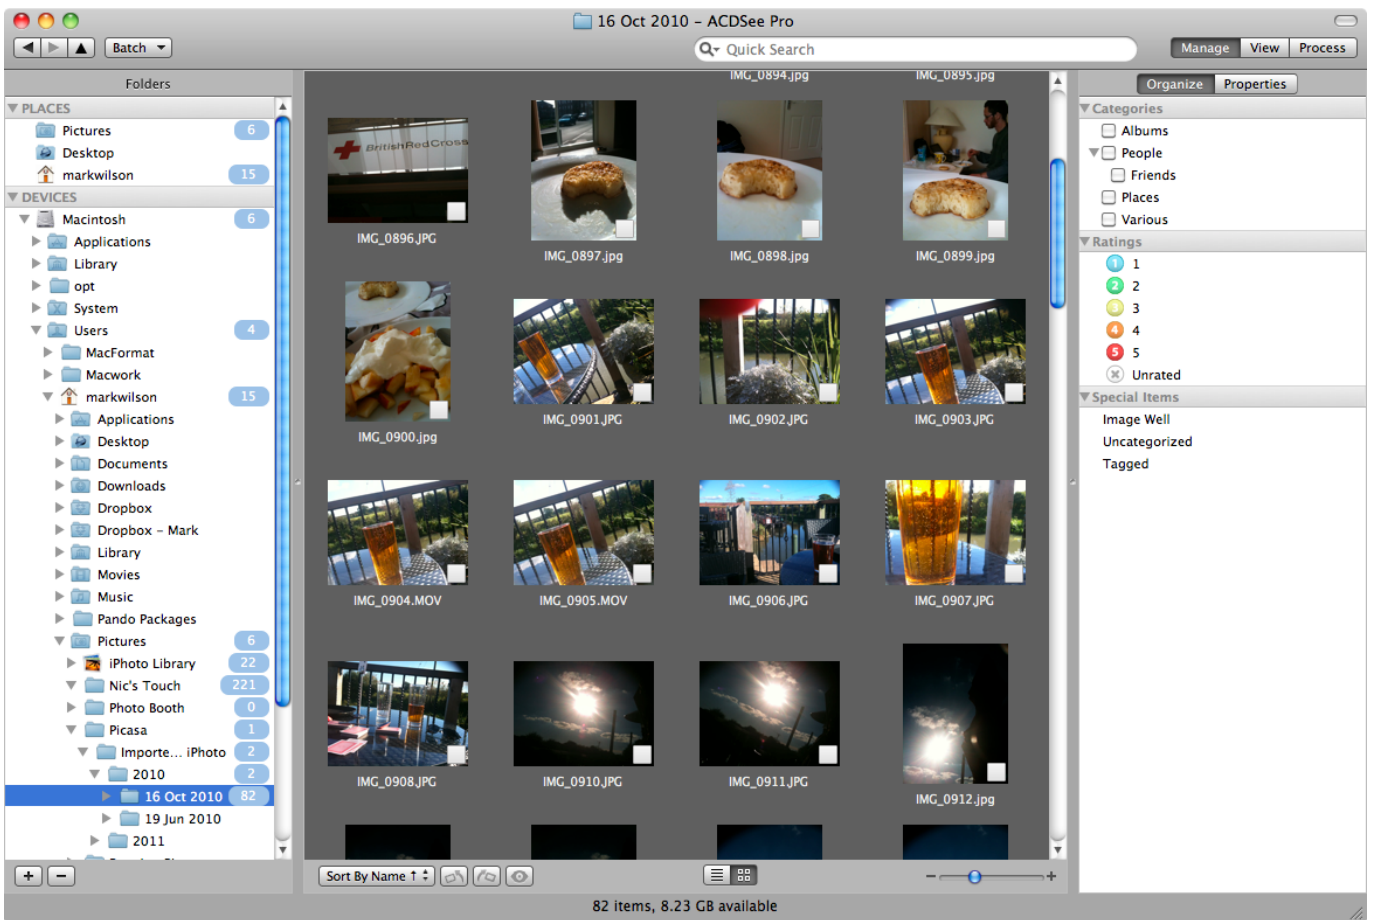 16 Oct 2010 – ACDSee Pro
Batch
Quick Search
Manage View Process
Folders
PLACES
Pictures 6
Desktop
markwilson 15
DEVICES
Macintosh 6
Applications
Library
opt
System
Users 4
MacFormat
Macwork
markwilson 15
Applications
Desktop
Documents
Downloads
Dropbox
Dropbox – Mark
Library
Movies
Music
Pando Packages
Pictures 6
iPhoto Library 22
Nic's Touch 221
Photo Booth 0
Picasa 1
Importe... iPhoto 2
2010 2
16 Oct 2010 82
19 Jun 2010
2011
IMG_0894.jpg IMG_0895.jpg
BritishRedCross
IMG_0896.JPG IMG_0897.jpg IMG_0898.jpg IMG_0899.jpg
IMG_0900.jpg IMG_0901.JPG IMG_0902.JPG IMG_0903.JPG
IMG_0904.MOV IMG_0905.MOV IMG_0906.JPG IMG_0907.JPG
IMG_0908.JPG IMG_0910.JPG IMG_0911.JPG IMG_0912.jpg
Organize Properties
Categories
Albums
People
Friends
Places
Various
Ratings
1 1
2 2
3 3
4 4
5 5
Unrated
Special Items
Image Well
Uncategorized
Tagged
Sort By Name
82 items, 8.23 GB available